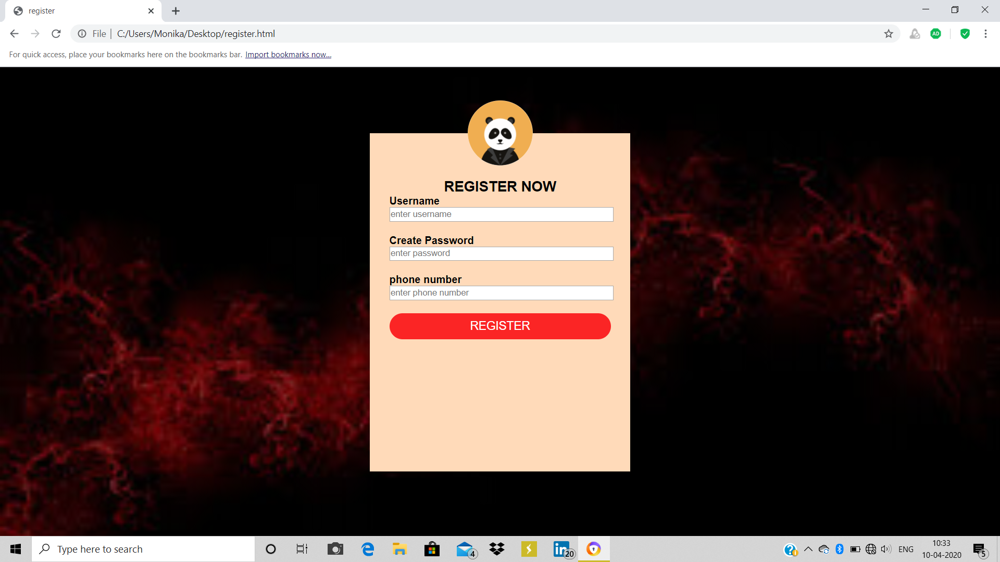 register
File | C:/Users/Monika/Desktop/register.html
AD
For quick access, place your bookmarks here on the bookmarks bar. Import bookmarks now...
REGISTER NOW
Username
enter username
Create Password
enter password
phone number
enter phone number
REGISTER
Type here to search
4
in 20
ENG
10:33
10-04-2020
5